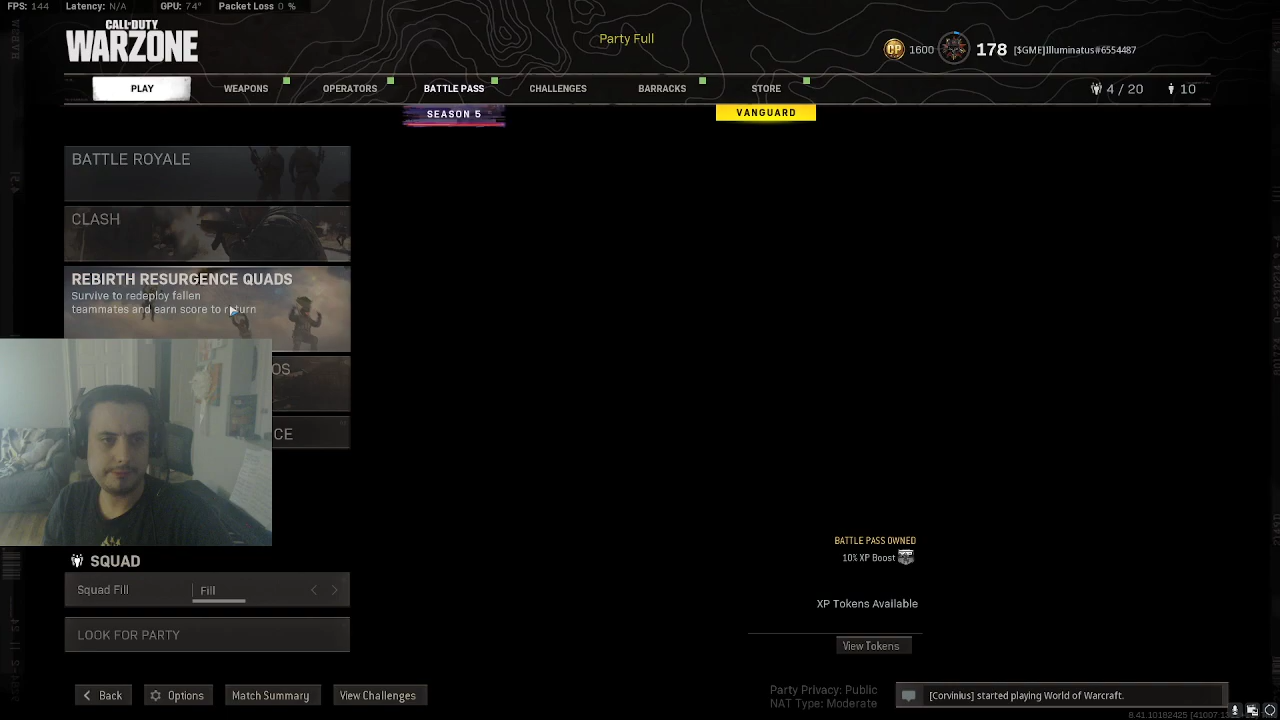 FPS: 144 Latency: N/A GPU: 74° Packet Loss 0 %
CALL OF DUTY
WARZONE
Party Full
CP 1600 178 [$GME]Illuminatus#6554487
PLAY WEAPONS OPERATORS BATTLE PASS CHALLENGES BARRACKS STORE 4 / 20 10
SEASON 5 VANGUARD
BATTLE ROYALE
CLASH
REBIRTH RESURGENCE QUADS
Survive to redeploy fallen
teammates and earn score to return
OS
CE
BATTLE PASS OWNED
10% XP Boost
SQUAD
Squad Fill Fill
XP Tokens Available
LOOK FOR PARTY
View Tokens
Back Options Match Summary View Challenges
Party Privacy: Public
NAT Type: Moderate
[Corvinius] started playing World of Warcraft.